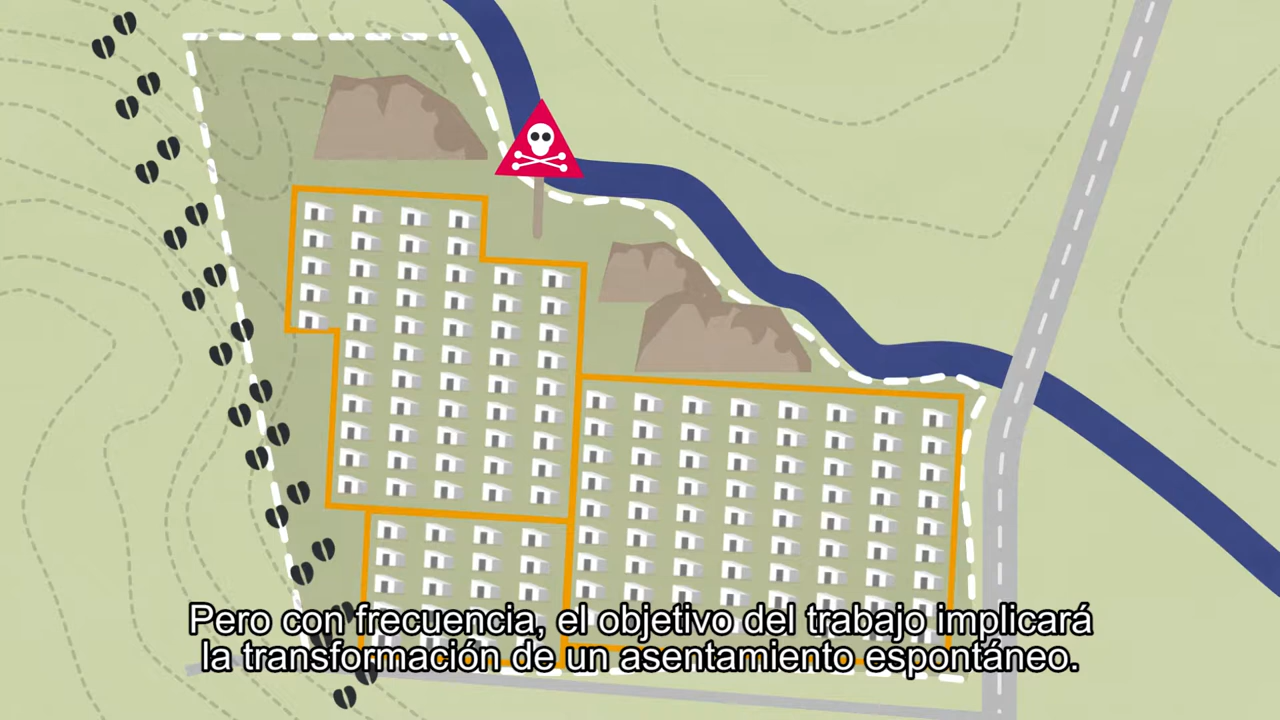 Pero con frecuencia, el objetivo del trabajo implicará
la transformación de un asentamiento espontáneo.